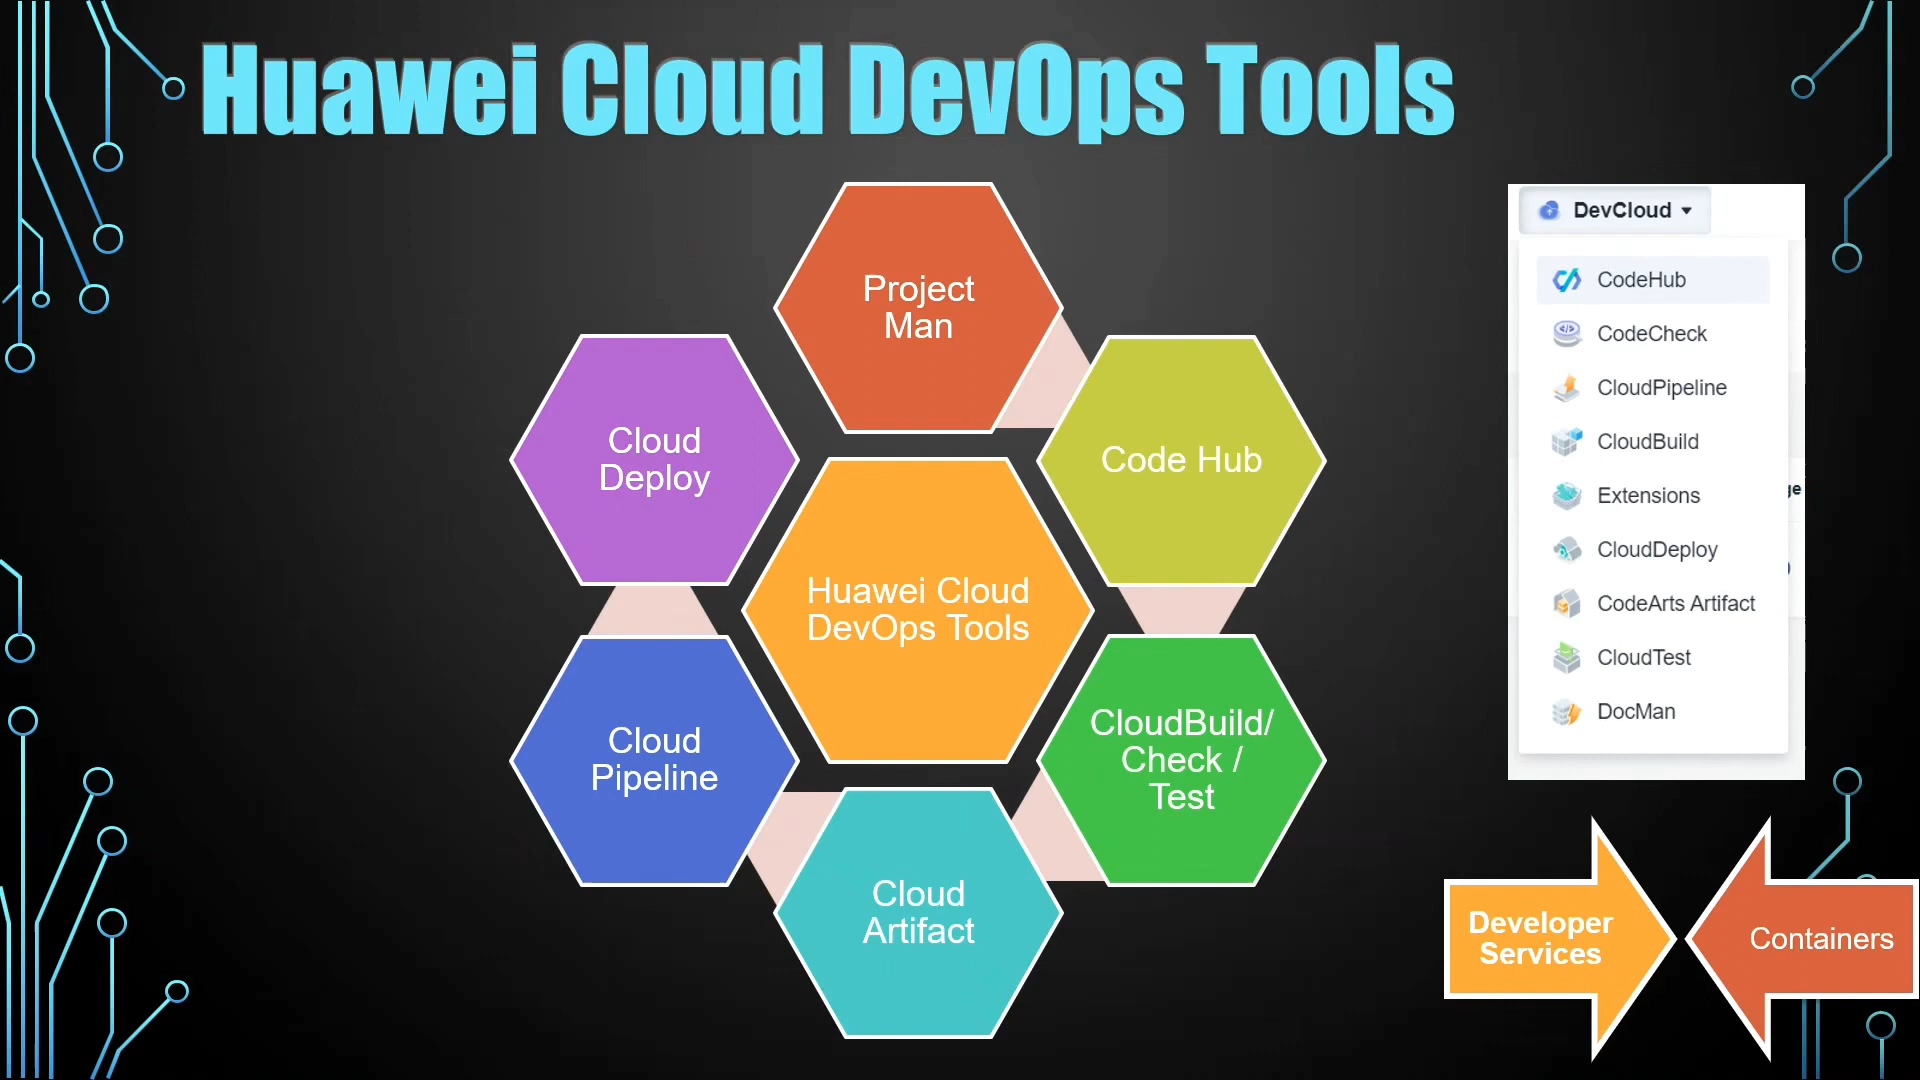 Huawei Cloud DevOps Tools
Project
Man
Code Hub
CloudBuild/
Check /
Test
Cloud
Artifact
Cloud
Pipeline
Cloud
Deploy
Huawei Cloud
DevOps Tools
DevCloud
CodeHub
CodeCheck
CloudPipeline
CloudBuild
Extensions
CloudDeploy
CodeArts Artifact
CloudTest
DocMan
Developer
Services
Containers